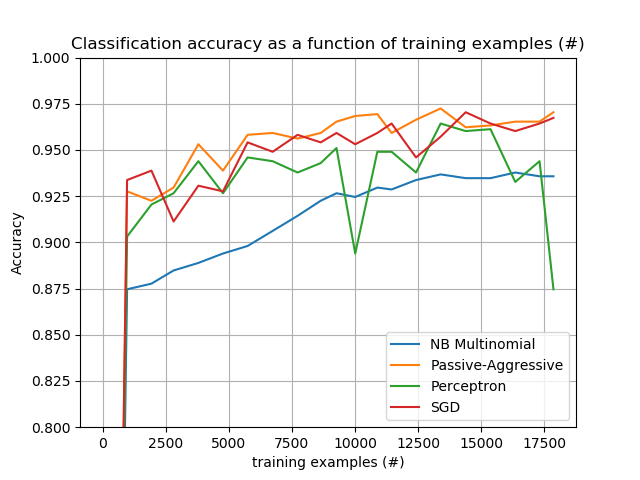 Classification accuracy as a function of training examples (#)
1.000
0.975
0.950
0.925
0.900
0.875
0.850
0.825
0.800
Accuracy
NB Multinomial
Passive-Aggressive
Perceptron
SGD
0 2500 5000 7500 10000 12500 15000 17500
training examples (#)